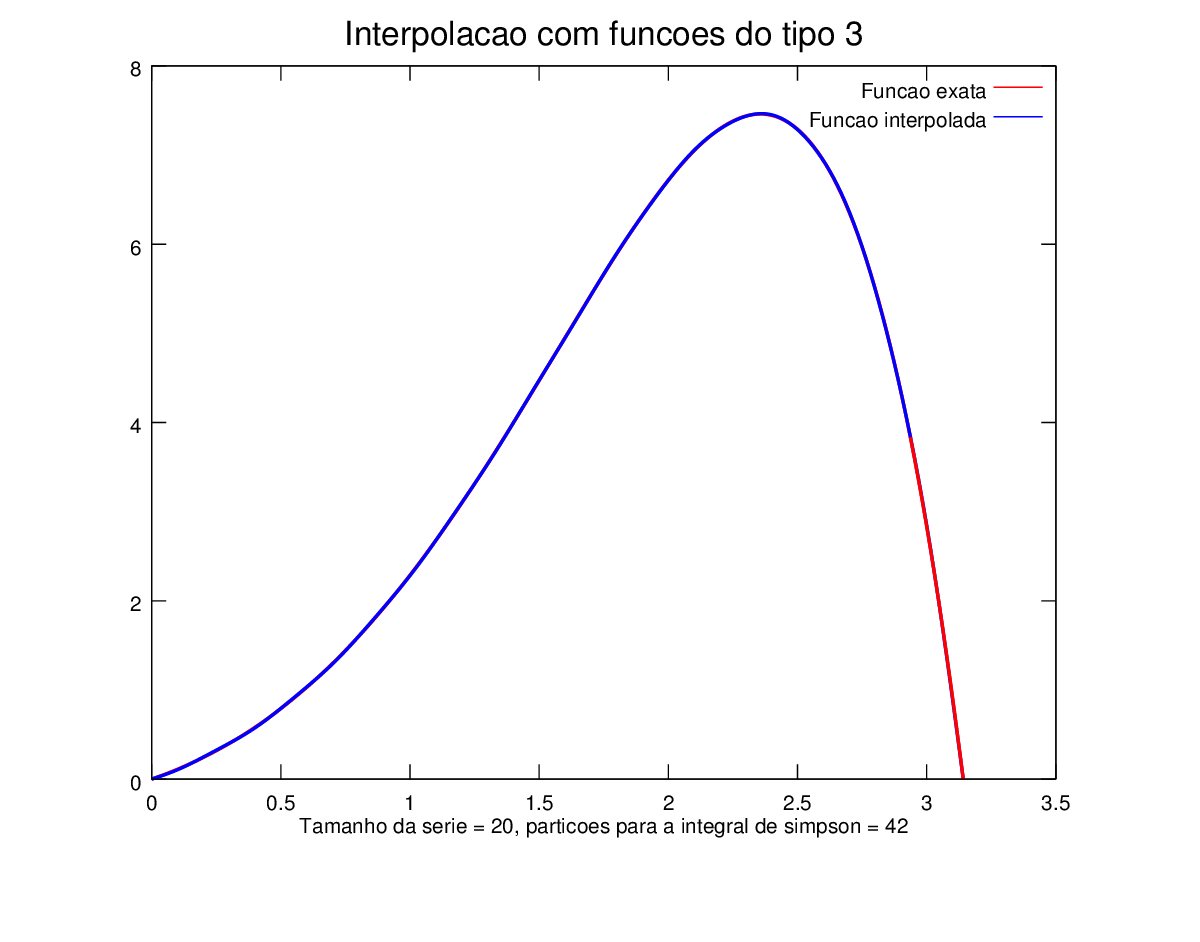 Interpolacao com funcoes do tipo 3
8
Funcao exata
Funcao interpolada
6
4
2
0
0 0.5 1 1.5 2 2.5 3 3.5
Tamanho da serie = 20, particoes para a integral de simpson = 42